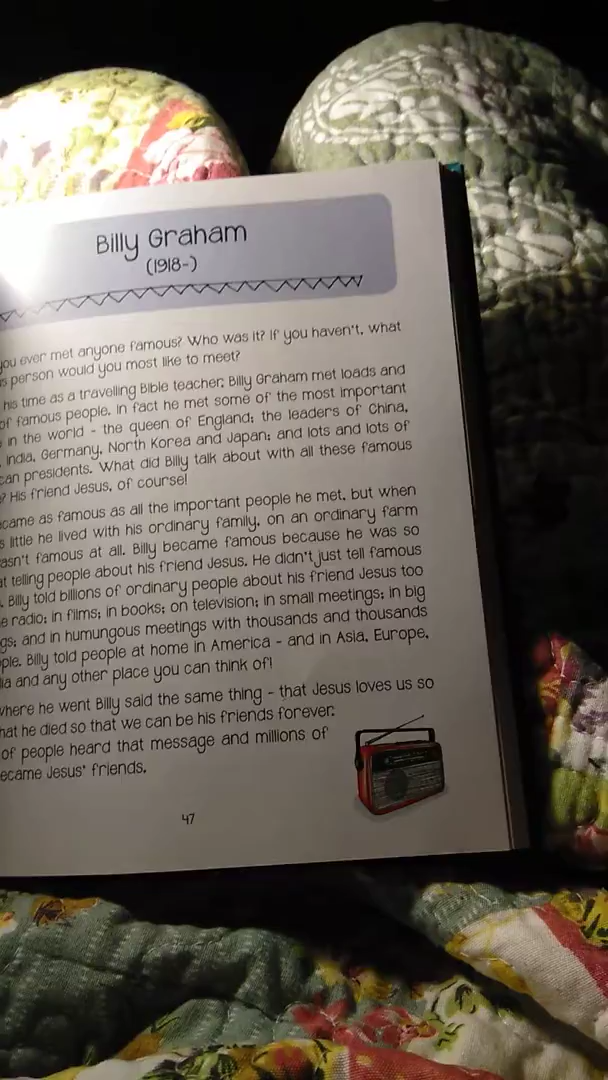 Billy Graham
(1918-)
you ever met anyone famous? Who was it? If you haven't, what
s person would you most like to meet?
his time as a travelling Bible teacher, Billy Graham met loads and
of famous people. In fact he met some of the most important
in the world - the queen of England; the leaders of China,
India, Germany, North Korea and Japan; and lots and lots of
can presidents. What did Billy talk about with all these famous
? His friend Jesus, of course!
came as famous as all the important people he met, but when
s little he lived with his ordinary family, on an ordinary farm
asn't famous at all. Billy became famous because he was so
at telling people about his friend Jesus. He didn't just tell famous
. Billy told billions of ordinary people about his friend Jesus too
e radio; in films; in books; on television; in small meetings; in big
gs; and in humungous meetings with thousands and thousands
ple. Billy told people at home in America - and in Asia, Europe,
lia and any other place you can think of!
where he went Billy said the same thing - that Jesus loves us so
hat he died so that we can be his friends forever.
of people heard that message and millions of
ecame Jesus' friends.
47